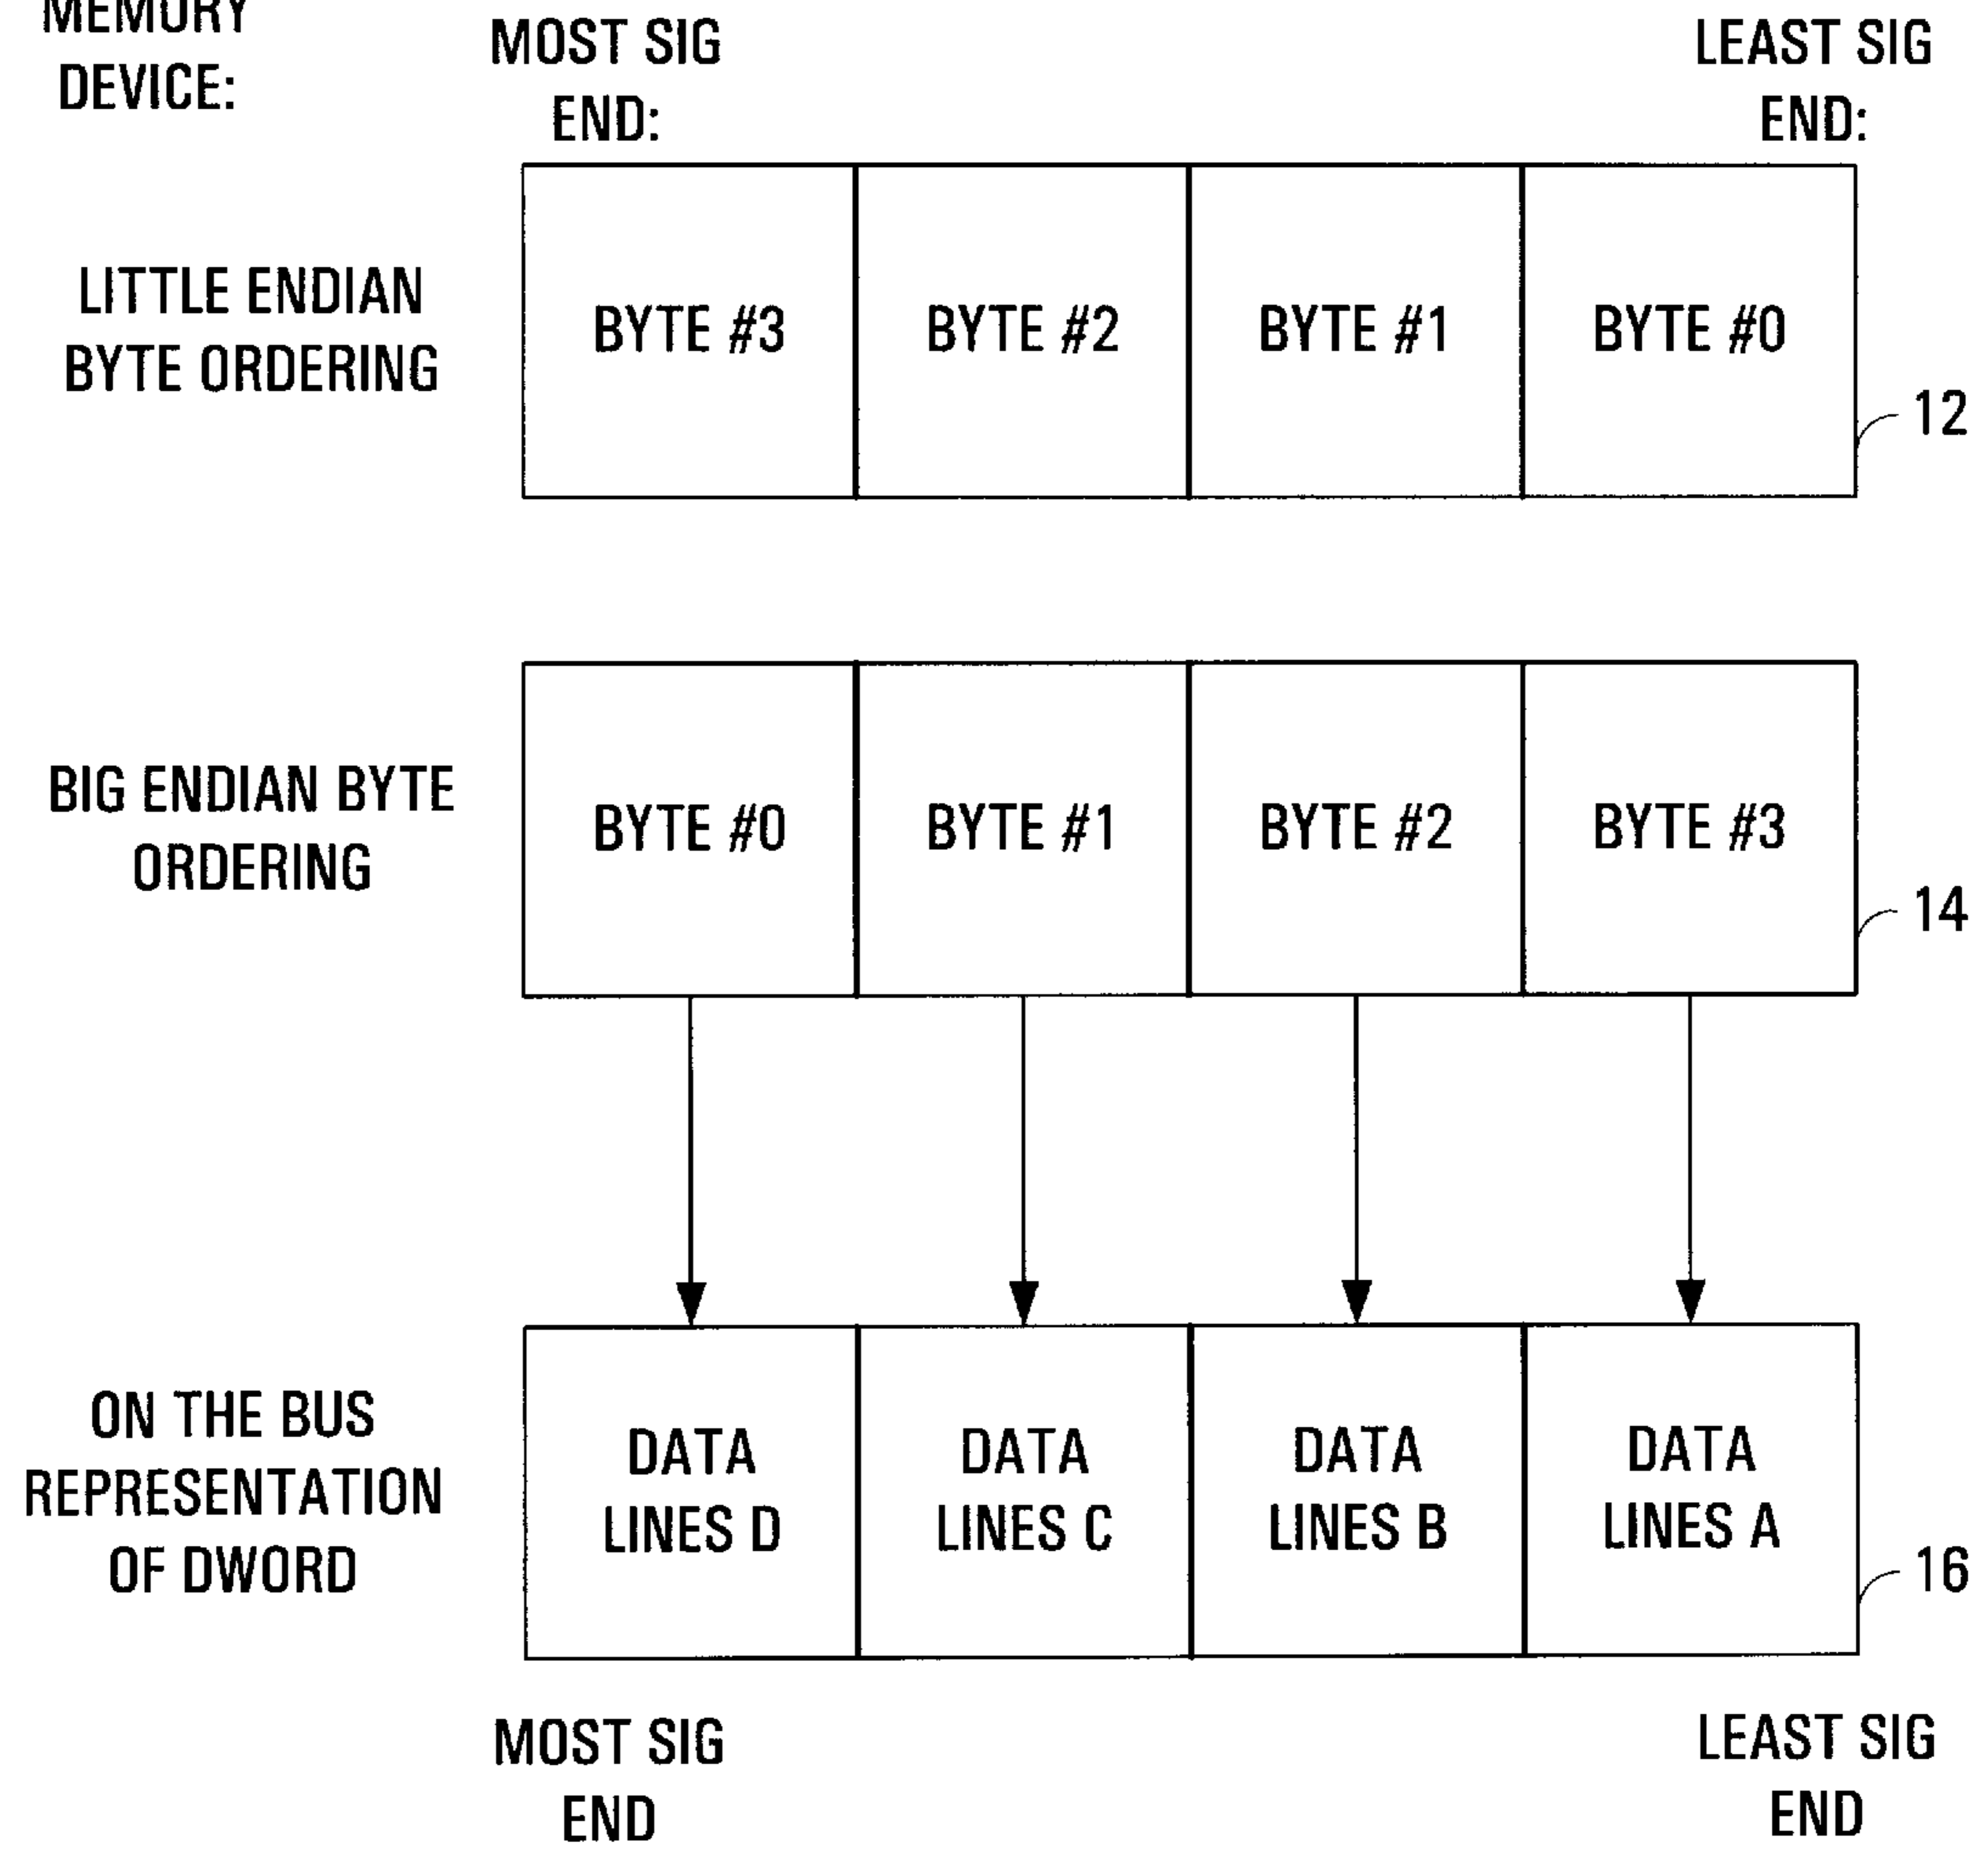 MEMORY
DEVICE:
MOST SIG
END:
LEAST SIG
END:
LITTLE ENDIAN
BYTE ORDERING
BYTE #3
BYTE #2
BYTE #1
BYTE #0
12
BIG ENDIAN BYTE
ORDERING
BYTE #0
BYTE #1
BYTE #2
BYTE #3
14
ON THE BUS
REPRESENTATION
OF DWORD
DATA
LINES D
DATA
LINES C
DATA
LINES B
DATA
LINES A
16
MOST SIG
END
LEAST SIG
END